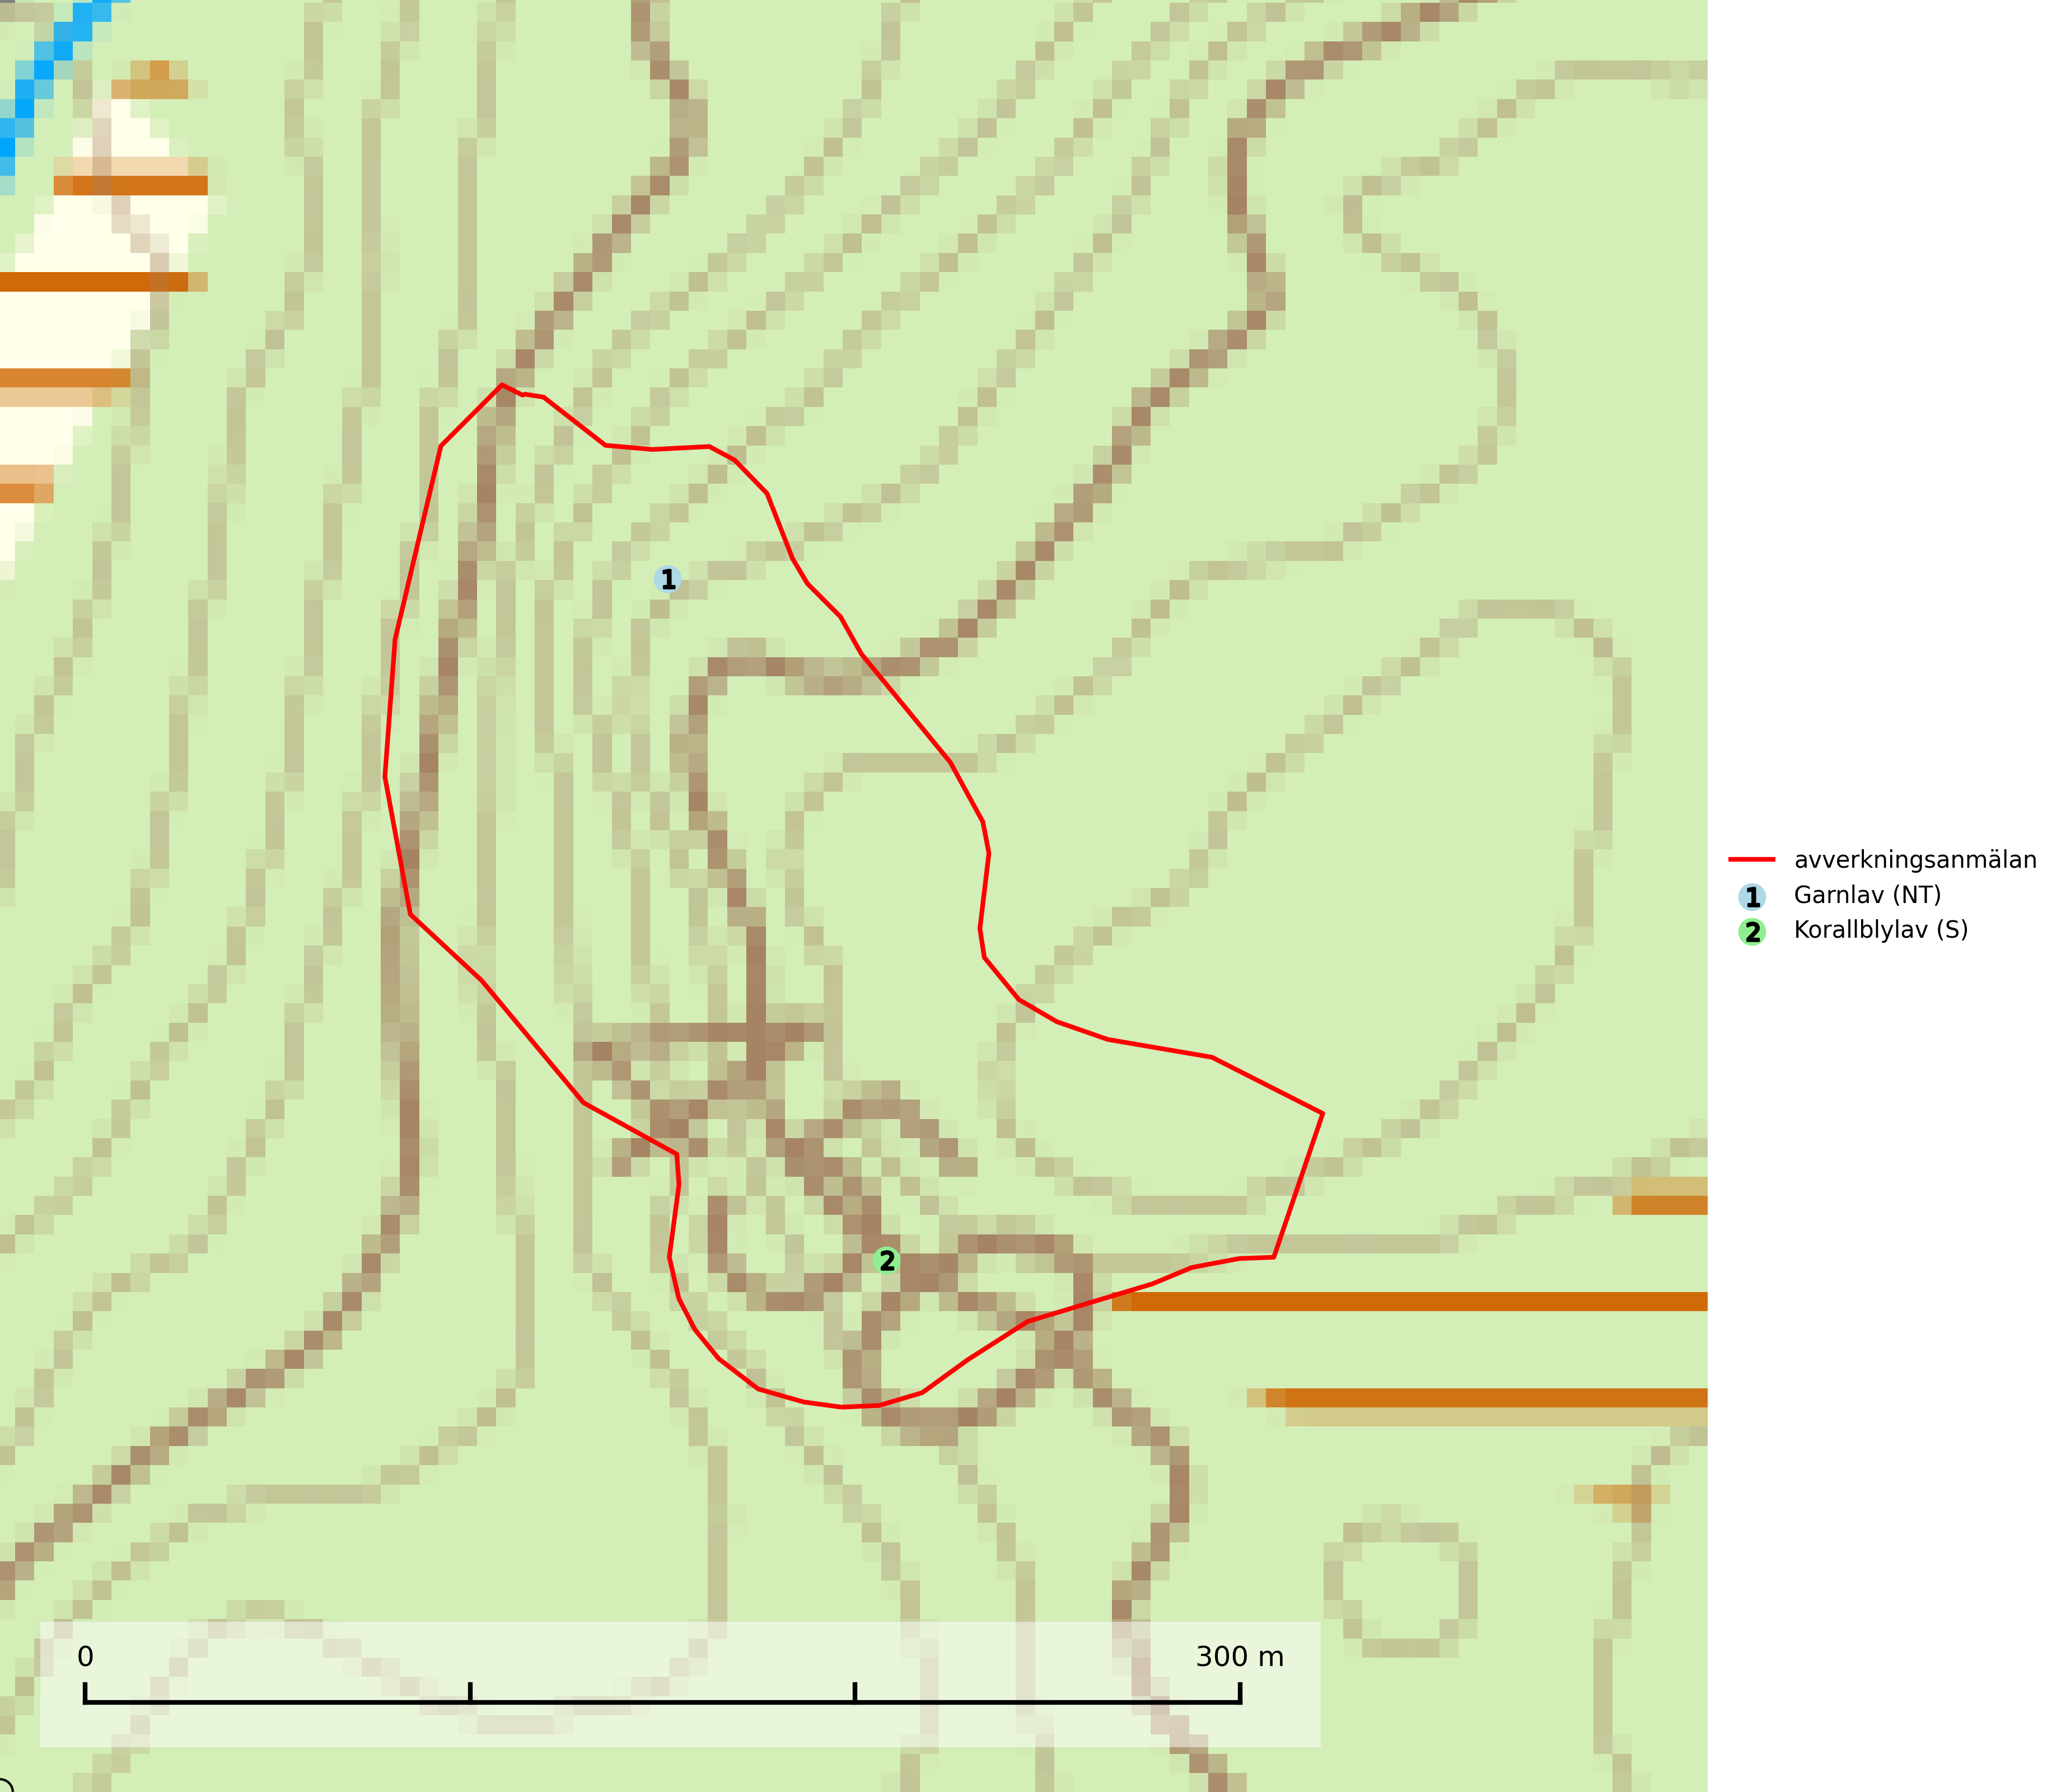 1
2
avverkningsanmälan
1 Garnlav (NT)
2 Korallblylav (S)
0 300 m